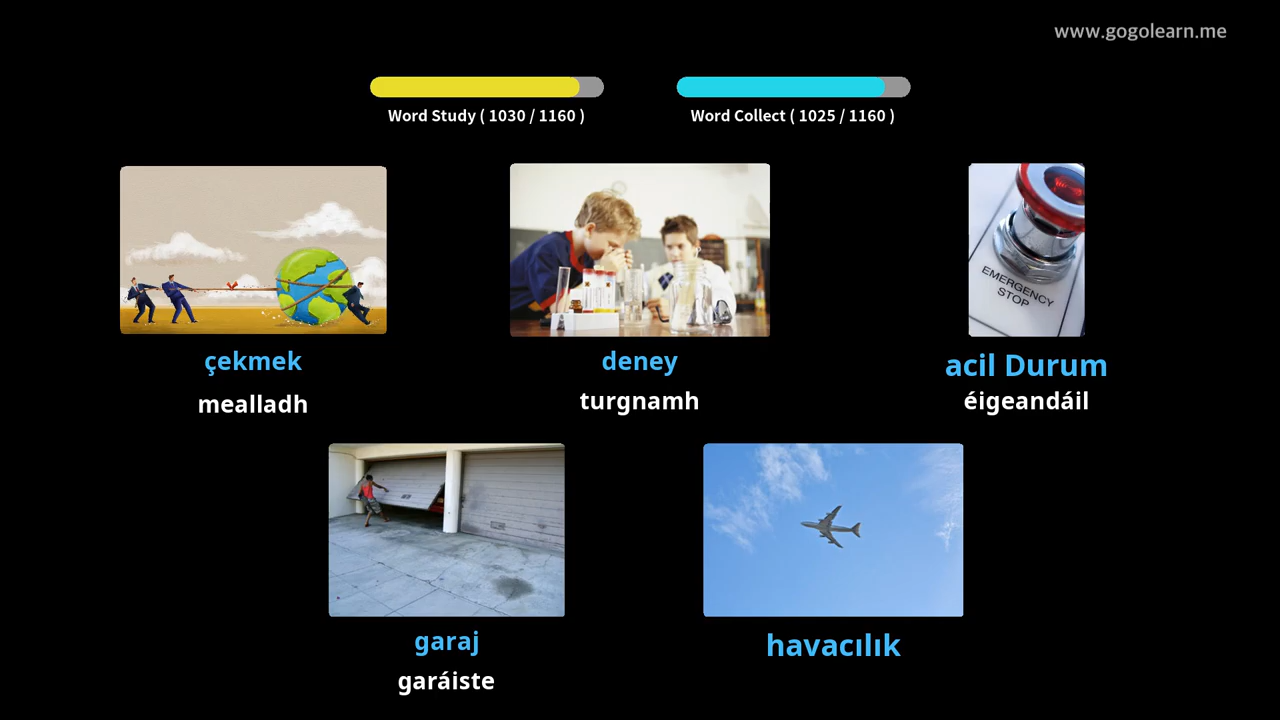 www.gogolearn.me
Word Study ( 1030 / 1160 )
Word Collect ( 1025 / 1160 )
EMERGENCY
STOP
çekmek
mealladh
deney
turgnamh
acil Durum
éigeandáil
garaj
garáiste
havacılık